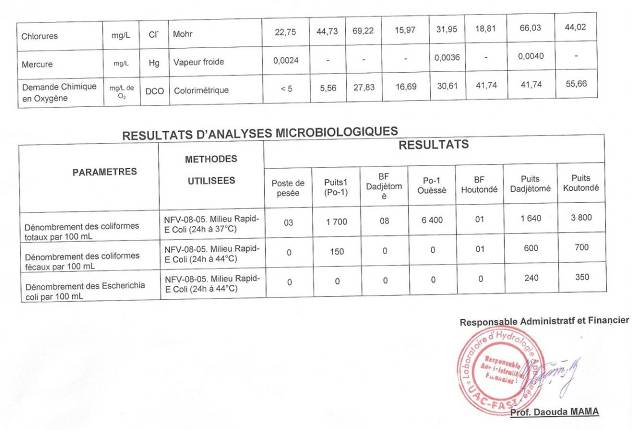 Chlorures mg/L Cl⁻ Mohr 22,75 44,73 69,22 15,97 31,95 18,81 66,03 44,02
Mercure mg/L Hg Vapeur froide 0,0024 - - - 0,0036 - 0,0040 -
Demande Chimique en Oxygène mg/L de O₂ DCO Colorimétrique < 5 5,56 27,83 16,69 30,61 41,74 41,74 55,66
RESULTATS D'ANALYSES MICROBIOLOGIQUES
PARAMETRES METHODES UTILISEES RESULTATS
Poste de pesée Puits1 (Po-1) BF Dadjètomè Po-1 Ouèssè BF Houtondé Puits Dadjètomè Puits Koutondé
Dénombrement des coliformes totaux par 100 mL NFV-08-05. Milieu Rapid-E Coli (24h à 37°C) 03 1 700 08 6 400 01 1 640 3 800
Dénombrement des coliformes fécaux par 100 mL NFV-08-05. Milieu Rapid-E Coli (24h à 44°C) 0 150 0 0 01 600 700
Dénombrement des Escherichia coli par 100 mL NFV-08-05. Milieu Rapid-E Coli (24h à 44°C) 0 0 0 0 0 240 350
Responsable Administratf et Financier
Laboratoire d'Hydrologie
Responsable
Financier
UAC-FAST
Prof. Daouda MAMA